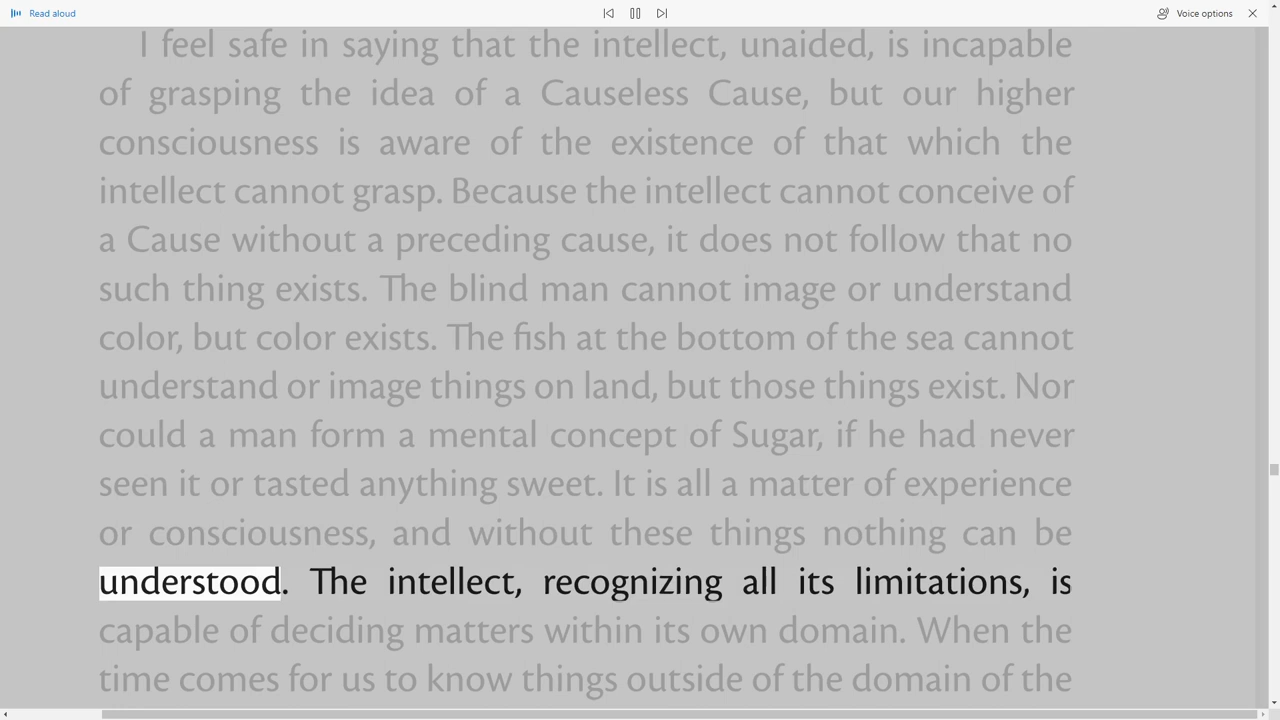 Read aloud
Voice options
I feel safe in saying that the intellect, unaided, is incapable
of grasping the idea of a Causeless Cause, but our higher
consciousness is aware of the existence of that which the
intellect cannot grasp. Because the intellect cannot conceive of
a Cause without a preceding cause, it does not follow that no
such thing exists. The blind man cannot image or understand
color, but color exists. The fish at the bottom of the sea cannot
understand or image things on land, but those things exist. Nor
could a man form a mental concept of Sugar, if he had never
seen it or tasted anything sweet. It is all a matter of experience
or consciousness, and without these things nothing can be
understood. The intellect, recognizing all its limitations, is
capable of deciding matters within its own domain. When the
time comes for us to know things outside of the domain of the